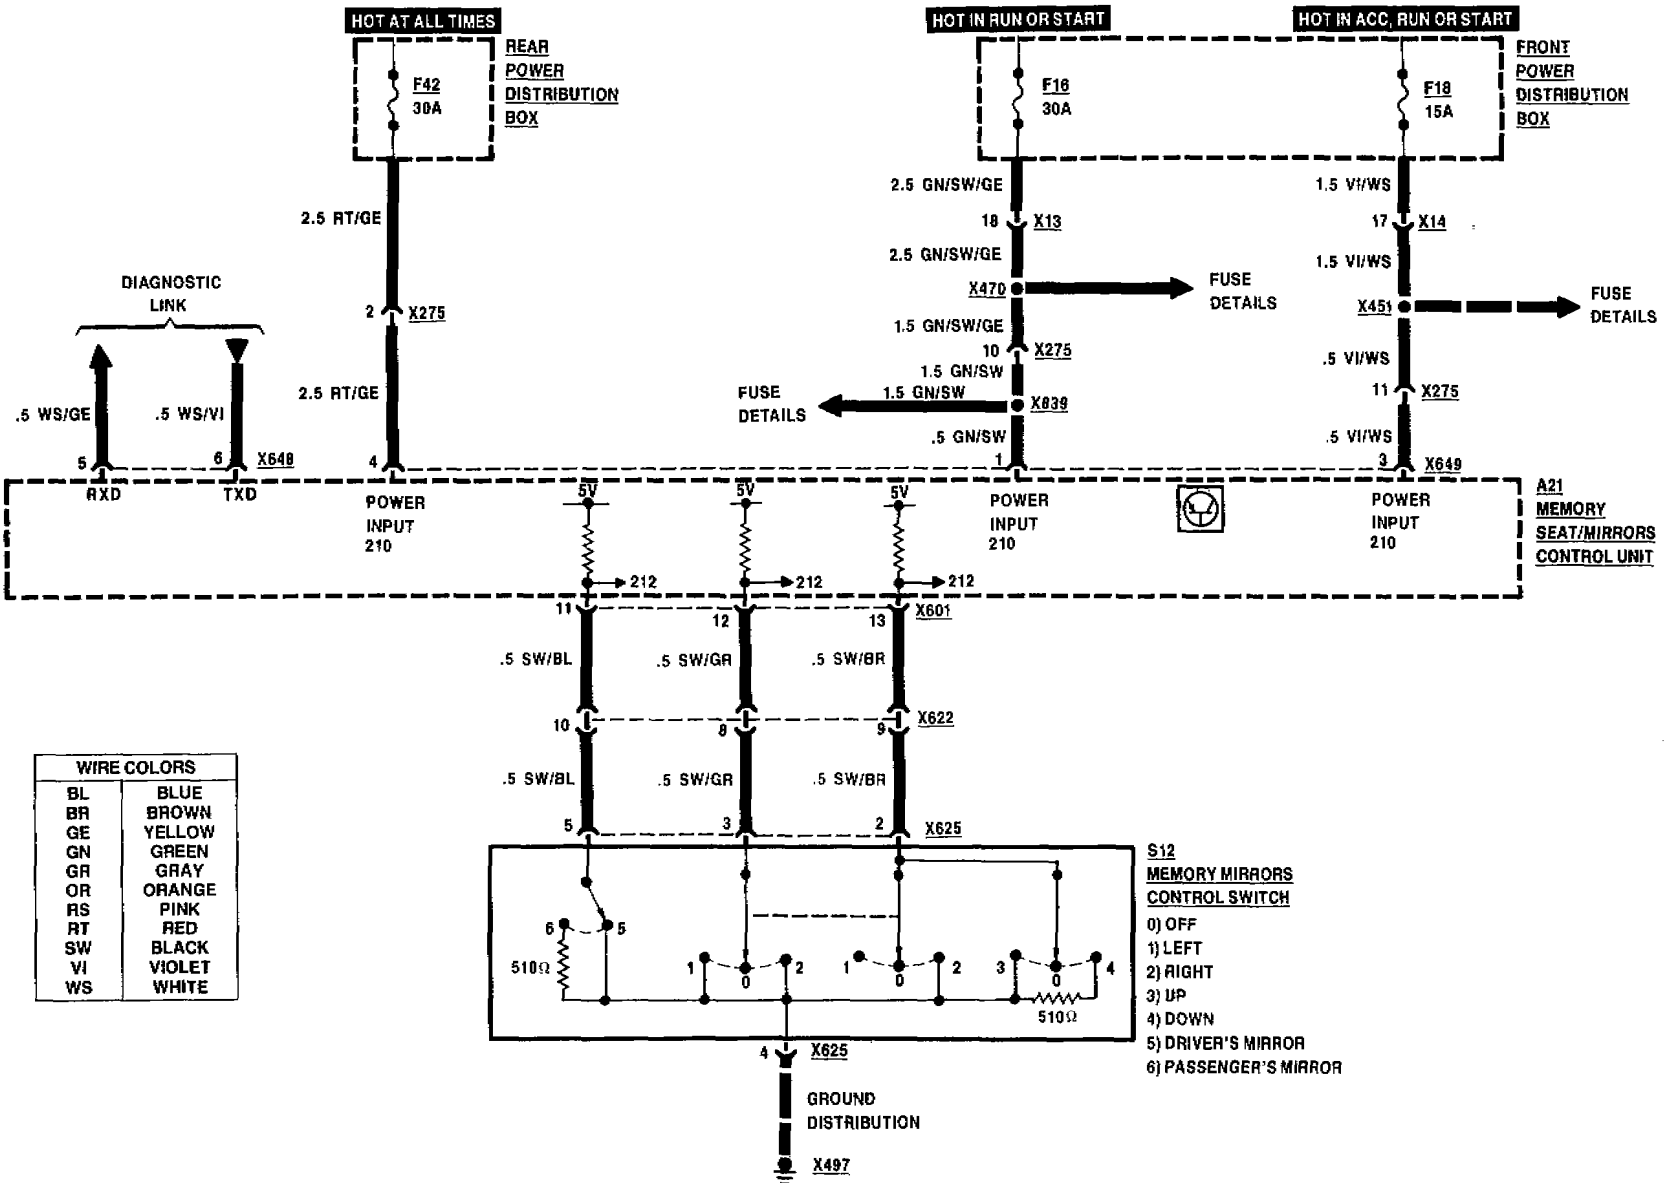 HOT AT ALL TIMES
HOT IN RUN OR START
HOT IN ACC, RUN OR START
REAR
POWER
DISTRIBUTION
BOX
F42
30A
F16
30A
F18
15A
FRONT
POWER
DISTRIBUTION
BOX
2.5 RT/GE
2 X275
2.5 RT/GE
4
2.5 GN/SW/GE
18 X13
2.5 GN/SW/GE
X470
FUSE
DETAILS
1.5 GN/SW/GE
10 X275
1.5 GN/SW
1.5 GN/SW
FUSE
DETAILS
X839
.5 GN/SW
1
1.5 VI/WS
17 X14
1.5 VI/WS
X451
FUSE
DETAILS
.5 VI/WS
11 X275
.5 VI/WS
3 X649
DIAGNOSTIC
LINK
.5 WS/GE
.5 WS/VI
5
6 X648
RXD
TXD
POWER
INPUT
210
5V
5V
5V
POWER
INPUT
210
POWER
INPUT
210
A21
MEMORY
SEAT/MIRRORS
CONTROL UNIT
212
212
212
11
12
13
X601
.5 SW/BL
.5 SW/GR
.5 SW/BR
10
8
9
X622
.5 SW/BL
.5 SW/GR
.5 SW/BR
5
3
2
X625
WIRE COLORS
BL BLUE
BR BROWN
GE YELLOW
GN GREEN
GR GRAY
OR ORANGE
RS PINK
RT RED
SW BLACK
VI VIOLET
WS WHITE
6
5
510Ω
1
0
2
1
0
2
3
0
4
510Ω
S12
MEMORY MIRRORS
CONTROL SWITCH
0) OFF
1) LEFT
2) RIGHT
3) UP
4) DOWN
5) DRIVER'S MIRROR
6) PASSENGER'S MIRROR
4 X625
GROUND
DISTRIBUTION
X497